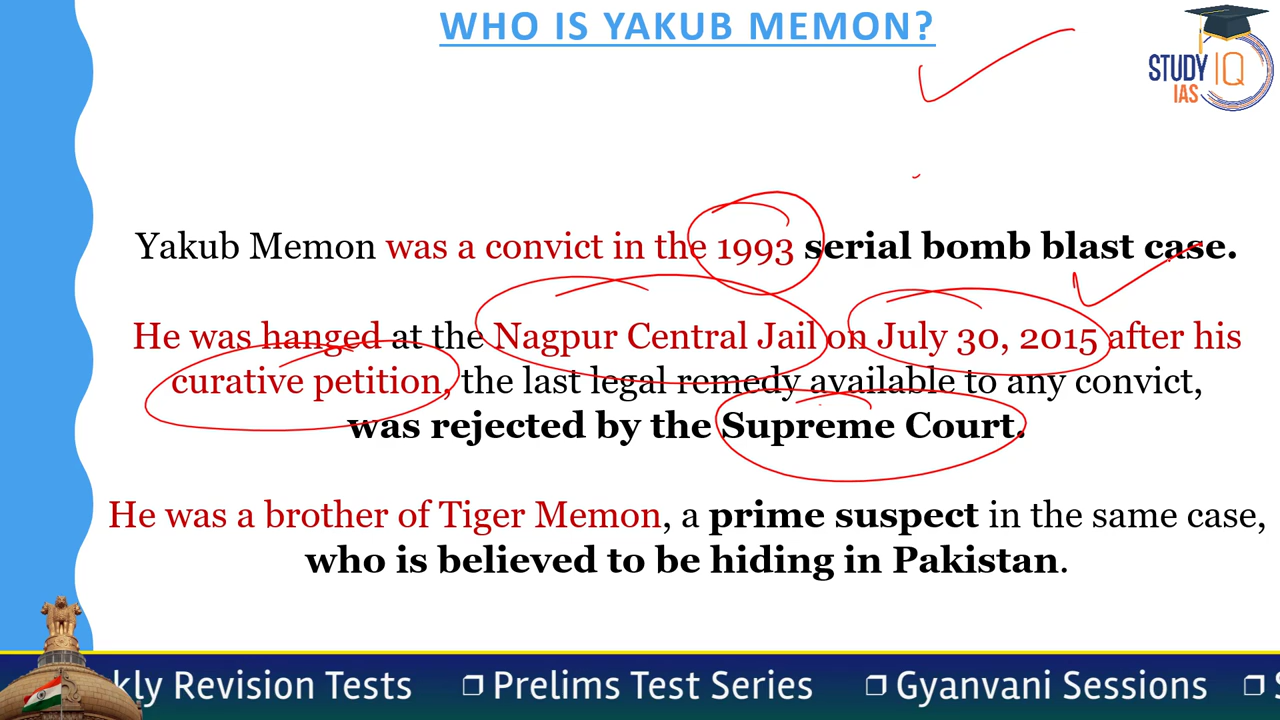 WHO IS YAKUB MEMON?
STUDY IQ
IAS
Yakub Memon was a convict in the 1993 serial bomb blast case.
He was hanged at the Nagpur Central Jail on July 30, 2015 after his
curative petition, the last legal remedy available to any convict,
was rejected by the Supreme Court.
He was a brother of Tiger Memon, a prime suspect in the same case,
who is believed to be hiding in Pakistan.
kly Revision Tests ❐ Prelims Test Series ❐ Gyanvani Sessions ❐ S